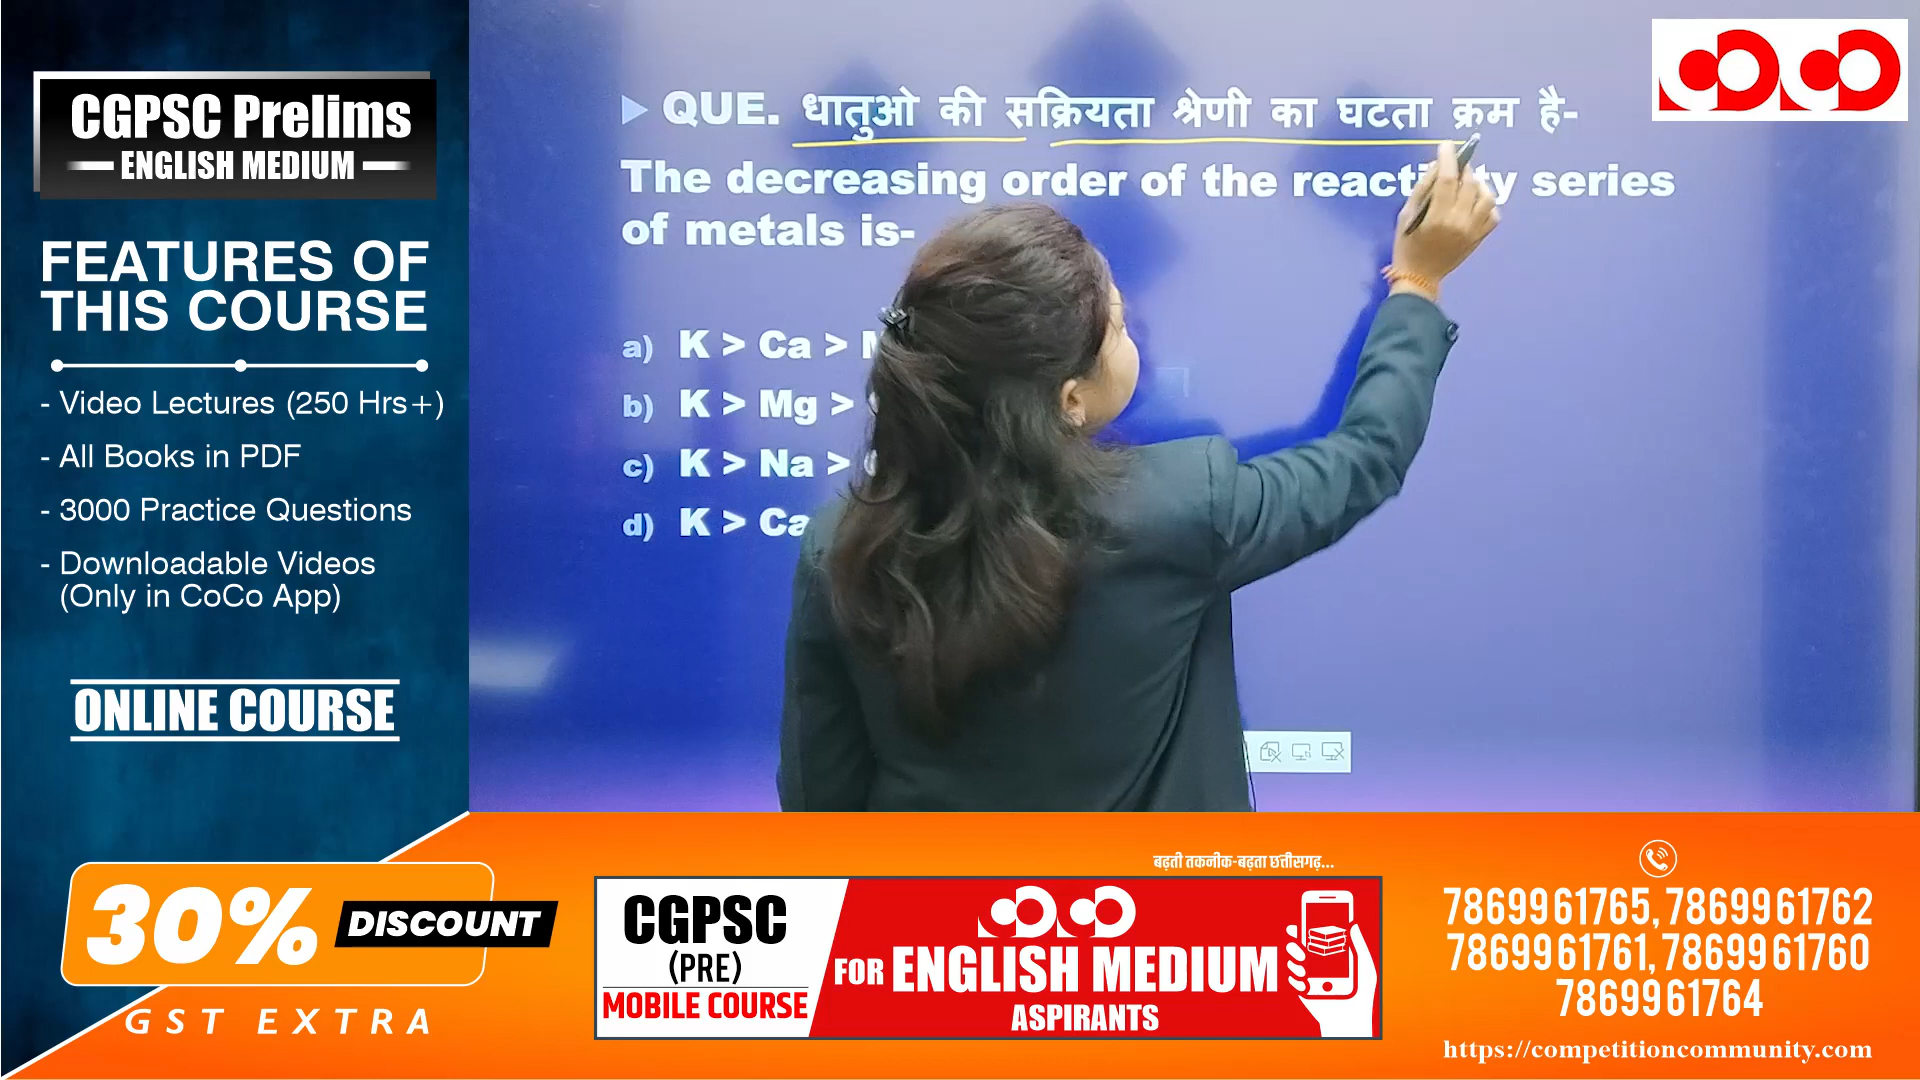 CGPSC Prelims
ENGLISH MEDIUM
FEATURES OF
THIS COURSE
- Video Lectures (250 Hrs+)
- All Books in PDF
- 3000 Practice Questions
- Downloadable Videos
(Only in CoCo App)
ONLINE COURSE
QUE. धातुओ की सक्रियता श्रेणी का घटता क्रम है-
The decreasing order of the series
of metals is-
a) K > Ca >
b) K > Mg >
c) K > Na >
d) K > Ca
30% DISCOUNT
GST EXTRA
बढ़ती तकनीक-बढ़ता छत्तीसगढ़...
CGPSC
(PRE)
MOBILE COURSE
FOR ENGLISH MEDIUM
ASPIRANTS
7869961765, 7869961762
7869961761, 7869961760
7869961764
https://competitioncommunity.com